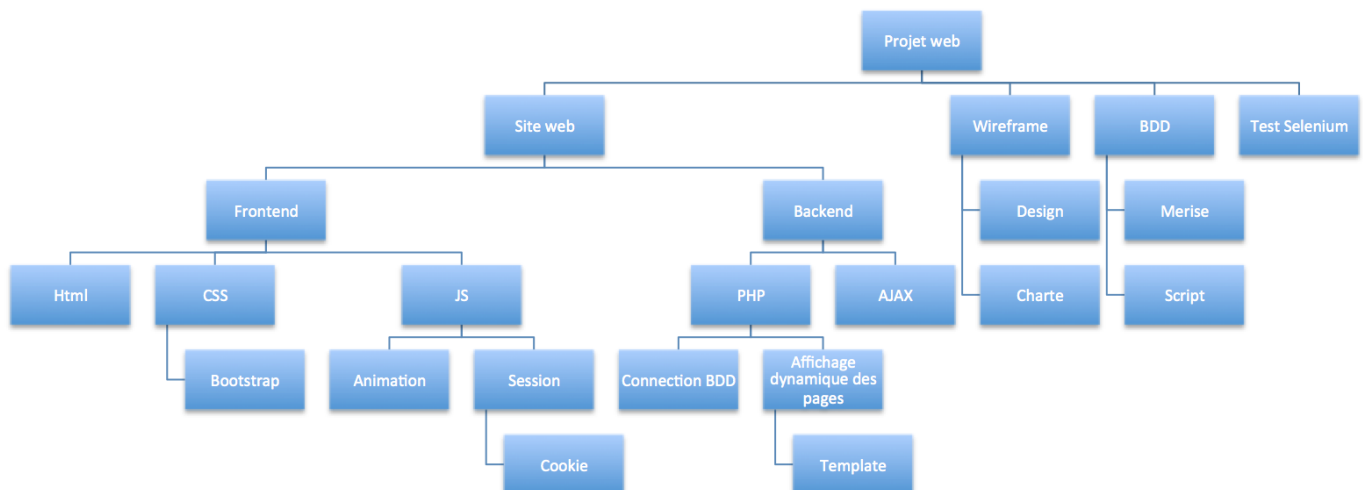 Projet web
Site web
Wireframe
BDD
Test Selenium
Frontend
Backend
Design
Merise
Html
CSS
JS
PHP
AJAX
Charte
Script
Bootstrap
Animation
Session
Connection BDD
Affichage
dynamique des
pages
Cookie
Template